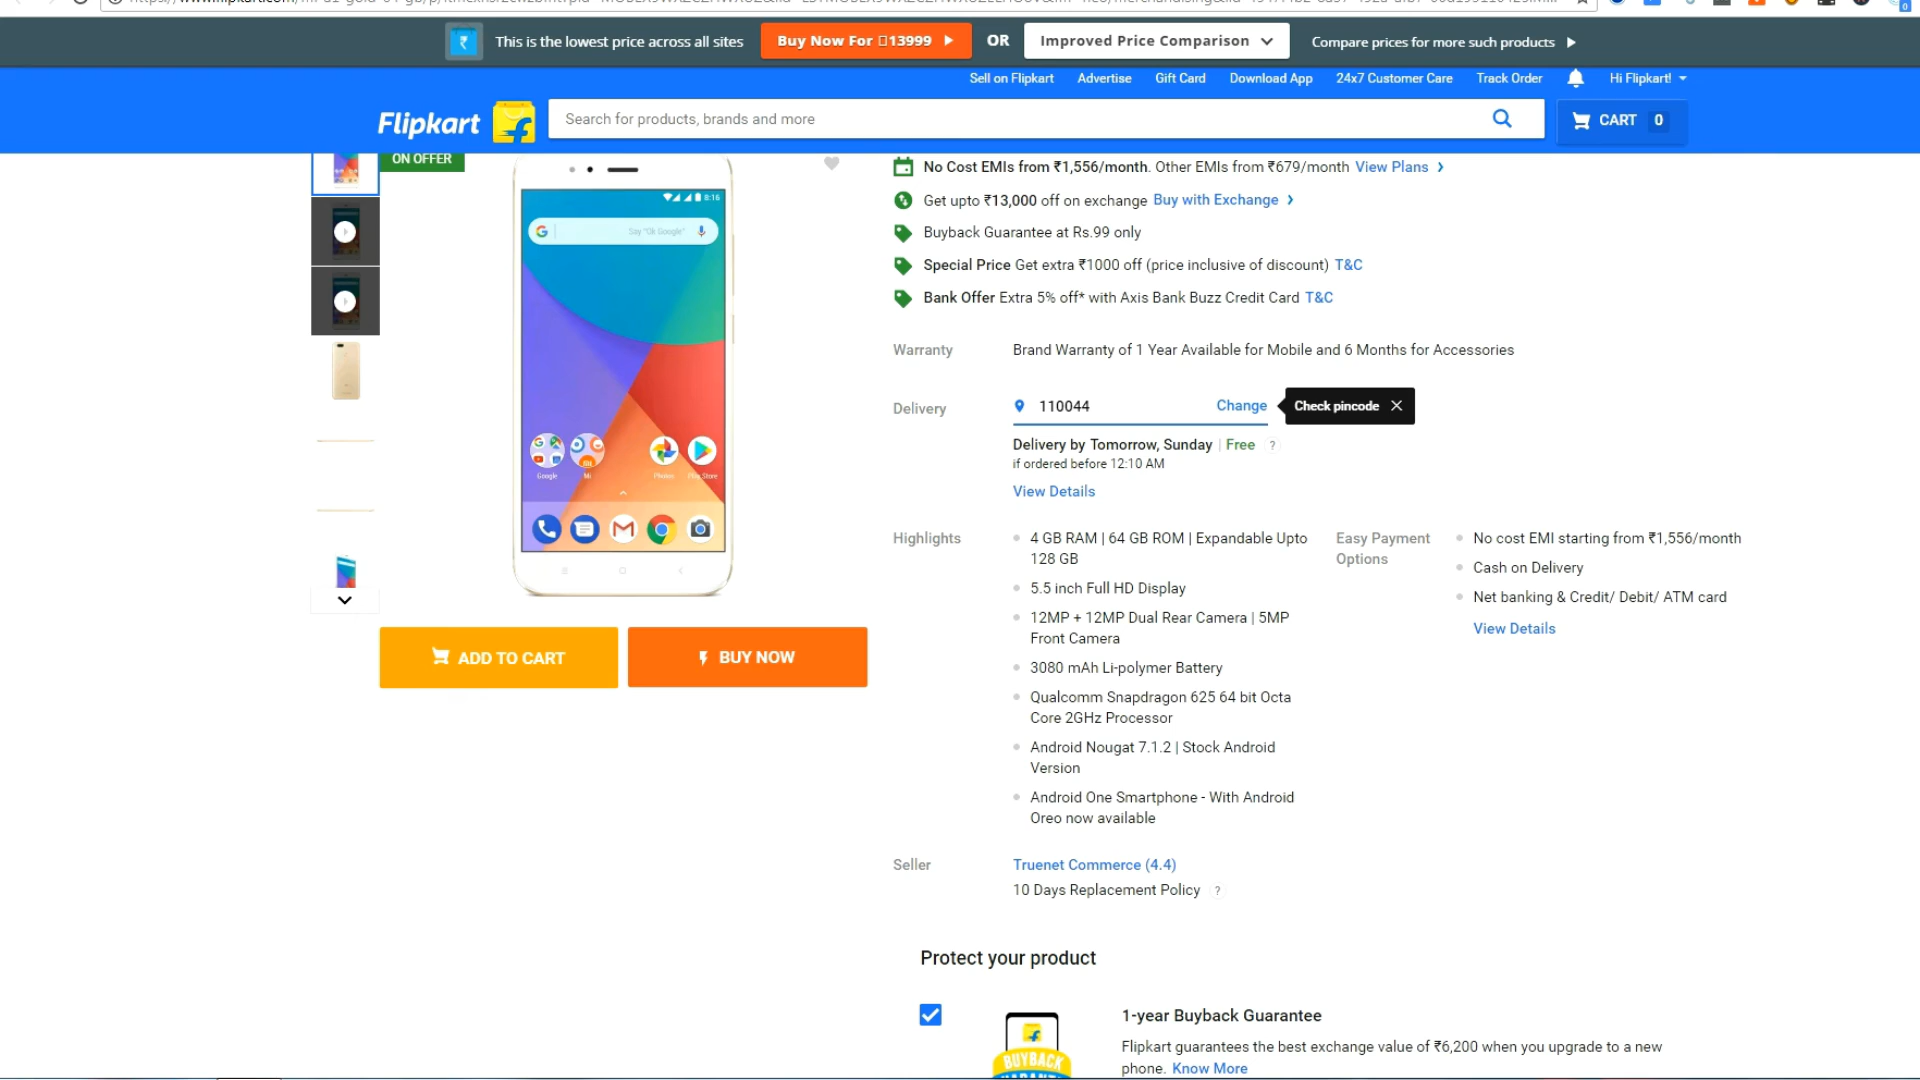 This is the lowest price across all sites
Buy Now For 13999
OR
Improved Price Comparison
Compare prices for more such products
Sell on Flipkart
Advertise
Gift Card
Download App
24x7 Customer Care
Track Order
Hi Flipkart!
Flipkart
Search for products, brands and more
CART 0
ON OFFER
No Cost EMIs from ₹1,556/month. Other EMIs from ₹679/month View Plans
Get upto ₹13,000 off on exchange Buy with Exchange
Buyback Guarantee at Rs.99 only
Special Price Get extra ₹1000 off (price inclusive of discount) T&C
Bank Offer Extra 5% off* with Axis Bank Buzz Credit Card T&C
8:16
Say "Ok Google"
Google
Mi
Photos
Play Store
ADD TO CART
BUY NOW
Warranty
Brand Warranty of 1 Year Available for Mobile and 6 Months for Accessories
Delivery
110044
Change
Check pincode
Delivery by Tomorrow, Sunday | Free ?
if ordered before 12:10 AM
View Details
Highlights
4 GB RAM | 64 GB ROM | Expandable Upto
128 GB
5.5 inch Full HD Display
12MP + 12MP Dual Rear Camera | 5MP
Front Camera
3080 mAh Li-polymer Battery
Qualcomm Snapdragon 625 64 bit Octa
Core 2GHz Processor
Android Nougat 7.1.2 | Stock Android
Version
Android One Smartphone - With Android
Oreo now available
Easy Payment
Options
No cost EMI starting from ₹1,556/month
Cash on Delivery
Net banking & Credit/ Debit/ ATM card
View Details
Seller
Truenet Commerce (4.4)
10 Days Replacement Policy ?
Protect your product
1-year Buyback Guarantee
Flipkart guarantees the best exchange value of ₹6,200 when you upgrade to a new
phone. Know More
BUYBACK